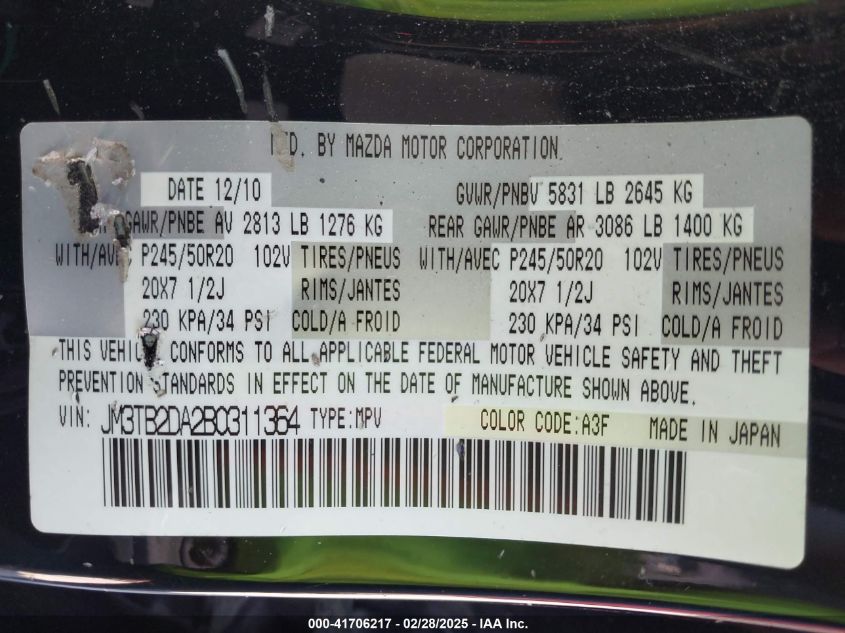 MFD. BY MAZDA MOTOR CORPORATION
DATE 12/10 GVWR/PNBV 5831 LB 2645 KG
GAWR/PNBE AV 2813 LB 1276 KG REAR GAWR/PNBE AR 3086 LB 1400 KG
WITH/AVEC P245/50R20 102V TIRES/PNEUS WITH/AVEC P245/50R20 102V TIRES/PNEUS
20X7 1/2J RIMS/JANTES 20X7 1/2J RIMS/JANTES
230 KPA/34 PSI COLD/A FROID 230 KPA/34 PSI COLD/A FROID
THIS VEHICLE CONFORMS TO ALL APPLICABLE FEDERAL MOTOR VEHICLE SAFETY AND THEFT
PREVENTION STANDARDS IN EFFECT ON THE DATE OF MANUFACTURE SHOWN ABOVE.
VIN: JM3TB2DA2B0311364 TYPE:MPV COLOR CODE:A3F MADE IN JAPAN
000-41706217 - 02/28/2025 - IAA Inc.